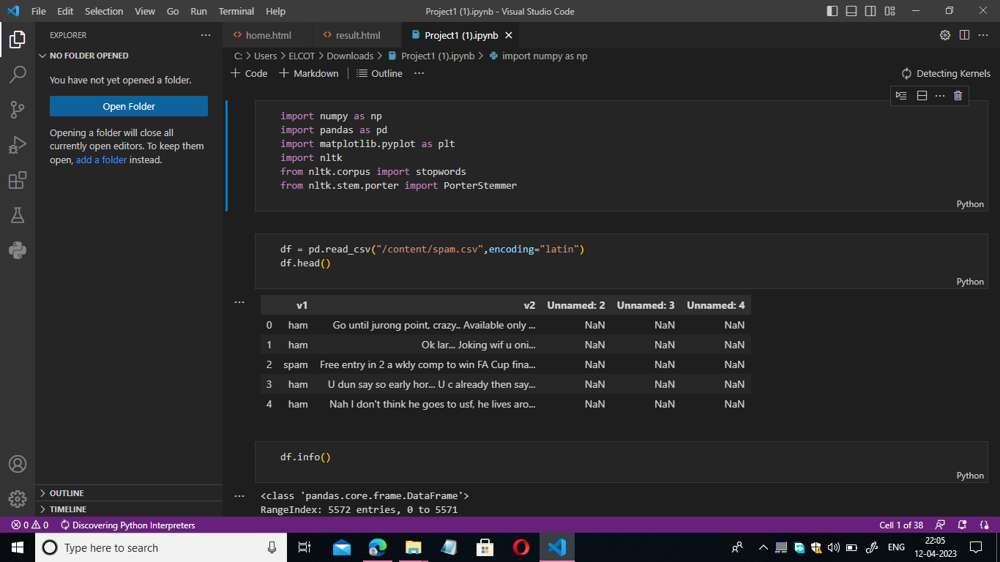 File Edit Selection View Go Run Terminal Help
Project1 (1).ipynb - Visual Studio Code
EXPLORER
NO FOLDER OPENED
You have not yet opened a folder.
Open Folder
Opening a folder will close all
currently open editors. To keep them
open, add a folder instead.
OUTLINE
TIMELINE
home.html
result.html
Project1 (1).ipynb
C: > Users > ELCOT > Downloads > Project1 (1).ipynb > import numpy as np
+ Code + Markdown Outline ...
Detecting Kernels
import numpy as np
import pandas as pd
import matplotlib.pyplot as plt
import nltk
from nltk.corpus import stopwords
from nltk.stem.porter import PorterStemmer
Python
df = pd.read_csv("/content/spam.csv",encoding="latin")
df.head()
Python
v1 v2 Unnamed: 2 Unnamed: 3 Unnamed: 4
0 ham Go until jurong point, crazy.. Available only ... NaN NaN NaN
1 ham Ok lar... Joking wif u oni... NaN NaN NaN
2 spam Free entry in 2 a wkly comp to win FA Cup fina... NaN NaN NaN
3 ham U dun say so early hor... U c already then say... NaN NaN NaN
4 ham Nah I don't think he goes to usf, he lives aro... NaN NaN NaN
df.info()
Python
<class 'pandas.core.frame.DataFrame'>
RangeIndex: 5572 entries, 0 to 5571
0 0 Discovering Python Interpreters
Cell 1 of 38
Type here to search
ENG
22:05
12-04-2023